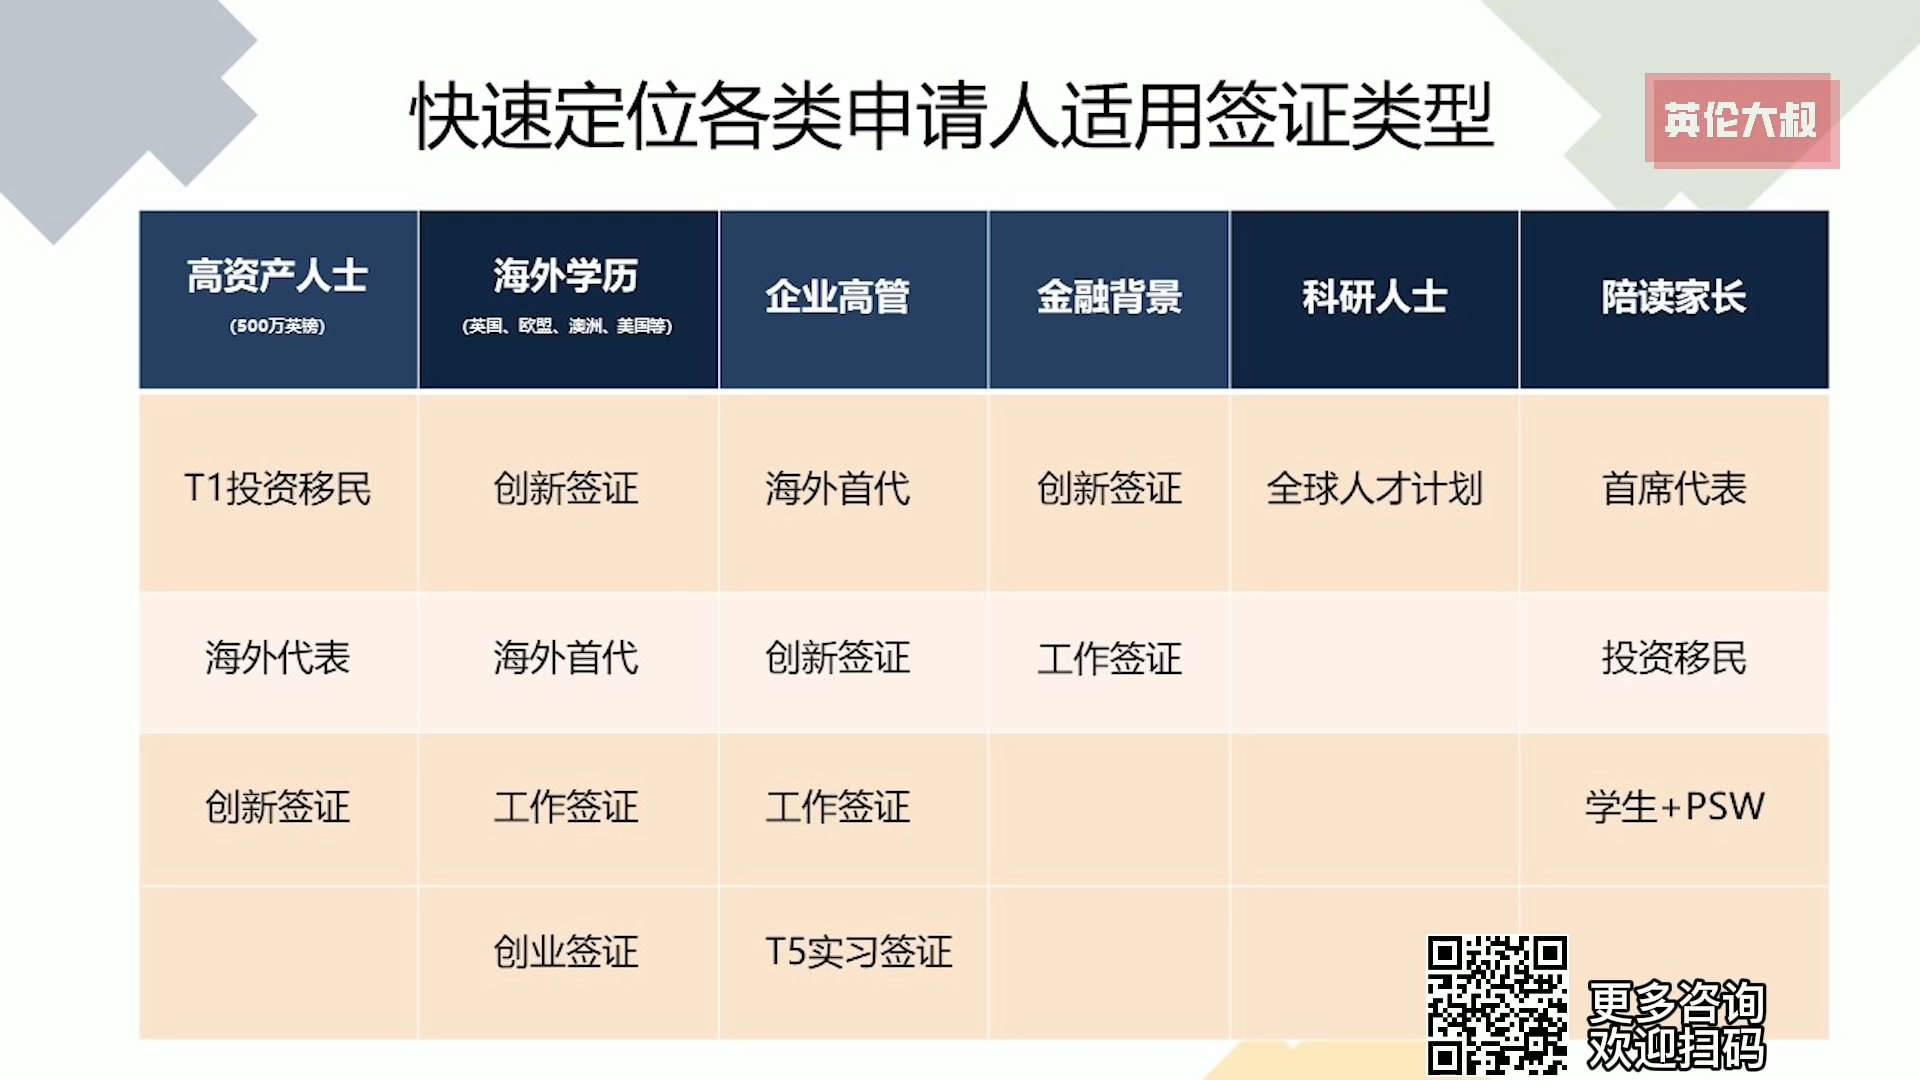 快速定位各类申请人适用签证类型
英伦大叔
高资产人士
(500万英镑)
海外学历
(英国、欧盟、澳洲、美国等)
企业高管
金融背景
科研人士
陪读家长
T1投资移民
创新签证
海外首代
创新签证
全球人才计划
首席代表
海外代表
海外首代
创新签证
工作签证
投资移民
创新签证
工作签证
工作签证
学生+PSW
创业签证
T5实习签证
更多咨询
欢迎扫码